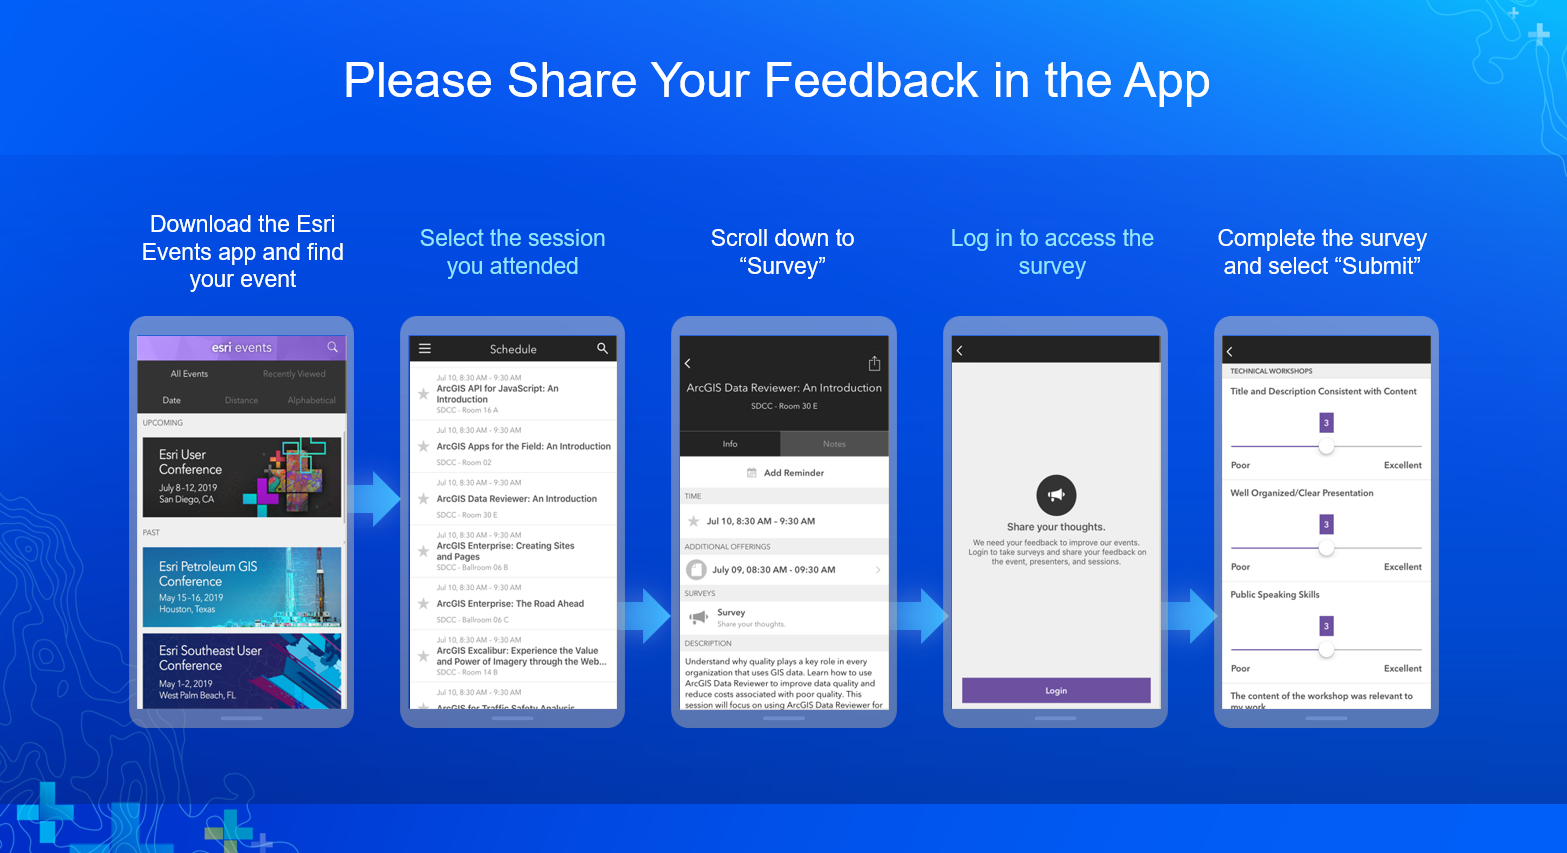 Please Share Your Feedback in the App
Download the Esri
Events app and find
your event
Select the session
you attended
Scroll down to
“Survey”
Log in to access the
survey
Complete the survey
and select “Submit”
esri events
All Events
Recently Viewed
Date
Distance
Alphabetical
UPCOMING
Esri User
Conference
July 8-12, 2019
San Diego, CA
PAST
Esri Petroleum GIS
Conference
May 15-16, 2019
Houston, Texas
Esri Southeast User
Conference
May 1-2, 2019
West Palm Beach, FL
Schedule
Jul 10, 8:30 AM - 9:30 AM
ArcGIS API for JavaScript: An
Introduction
SDCC - Room 16 A
Jul 10, 8:30 AM - 9:30 AM
ArcGIS Apps for the Field: An Introduction
SDCC - Room 02
Jul 10, 8:30 AM - 9:30 AM
ArcGIS Data Reviewer: An Introduction
SDCC - Room 30 E
Jul 10, 8:30 AM - 9:30 AM
ArcGIS Enterprise: Creating Sites
and Pages
SDCC - Ballroom 06 B
Jul 10, 8:30 AM - 9:30 AM
ArcGIS Enterprise: The Road Ahead
SDCC - Ballroom 06 C
Jul 10, 8:30 AM - 9:30 AM
ArcGIS Excalibur: Experience the Value
and Power of Imagery through the Web...
SDCC - Room 14 B
Jul 10, 8:30 AM - 9:30 AM
ArcGIS for Traffic Safety Analysis
ArcGIS Data Reviewer: An Introduction
SDCC - Room 30 E
Info
Notes
Add Reminder
TIME
Jul 10, 8:30 AM - 9:30 AM
ADDITIONAL OFFERINGS
July 09, 08:30 AM - 09:30 AM
SURVEYS
Survey
Share your thoughts.
DESCRIPTION
Understand why quality plays a key role in every
organization that uses GIS data. Learn how to use
ArcGIS Data Reviewer to improve data quality and
reduce costs associated with poor quality. This
session will focus on using ArcGIS Data Reviewer for
Share your thoughts.
We need your feedback to improve our events.
Login to take surveys and share your feedback on
the event, presenters, and sessions.
Login
TECHNICAL WORKSHOPS
Title and Description Consistent with Content
3
Poor
Excellent
Well Organized/Clear Presentation
3
Poor
Excellent
Public Speaking Skills
3
Poor
Excellent
The content of the workshop was relevant to
my work